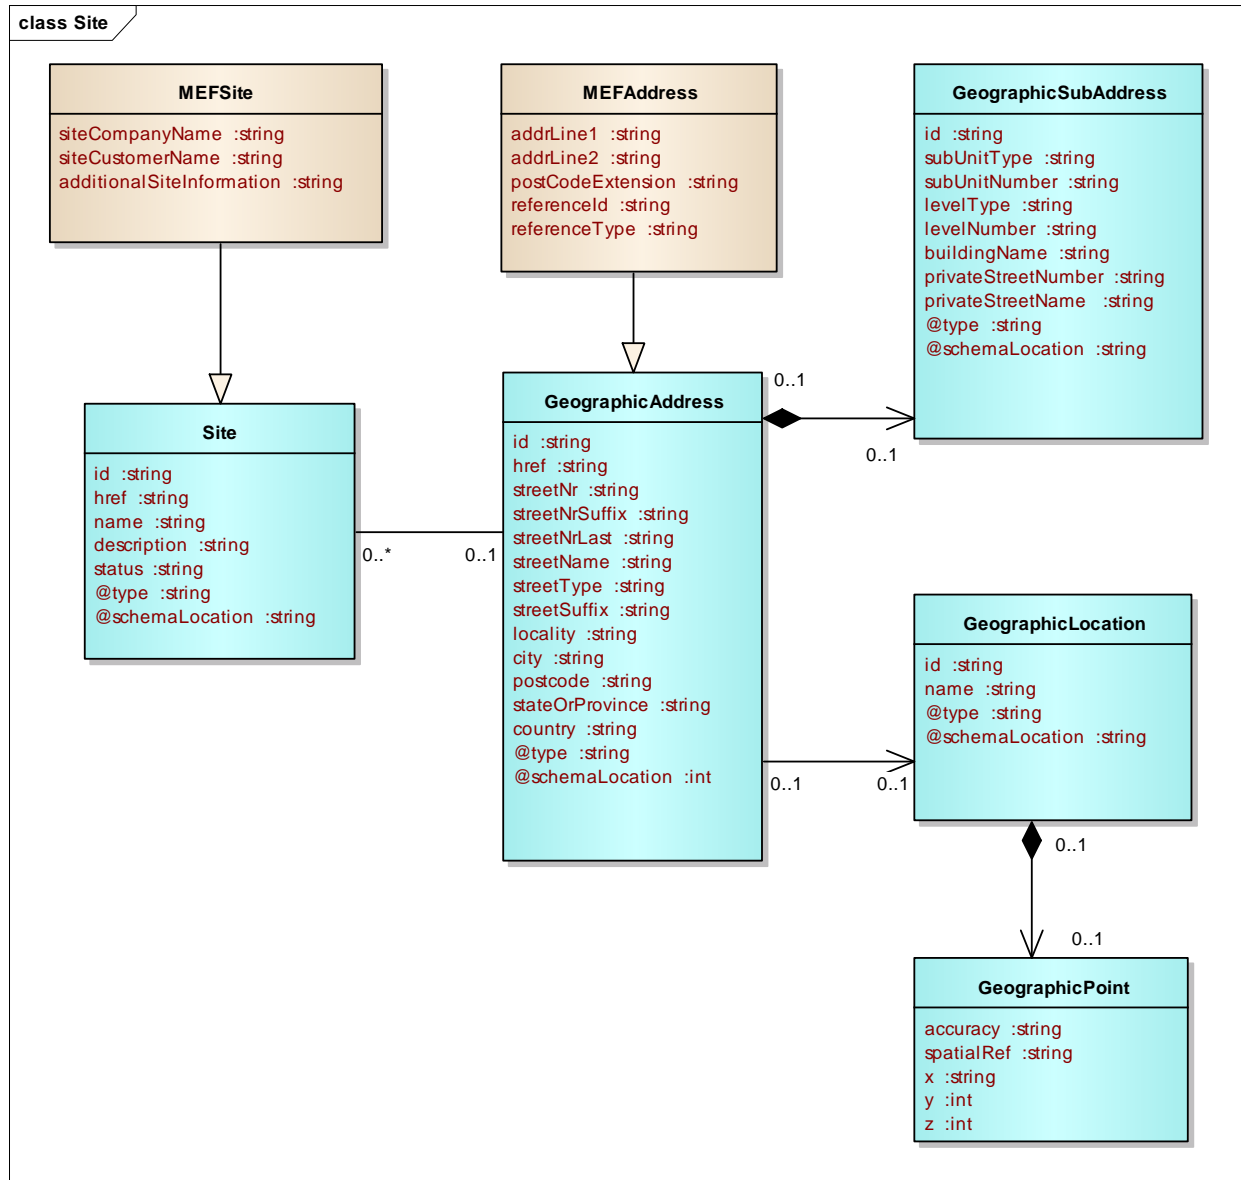 class Site
MEFSite
siteCompanyName :string
siteCustomerName :string
additionalSiteInformation :string
MEFAddress
addrLine1 :string
addrLine2 :string
postCodeExtension :string
referenceId :string
referenceType :string
GeographicSubAddress
id :string
subUnitType :string
subUnitNumber :string
levelType :string
levelNumber :string
buildingName :string
privateStreetNumber :string
privateStreetName :string
@type :string
@schemaLocation :string
Site
id :string
href :string
name :string
description :string
status :string
@type :string
@schemaLocation :string
0..*
0..1
GeographicAddress
id :string
href :string
streetNr :string
streetNrSuffix :string
streetNrLast :string
streetName :string
streetType :string
streetSuffix :string
locality :string
city :string
postcode :string
stateOrProvince :string
country :string
@type :string
@schemaLocation :int
0..1
0..1
0..1
0..1
GeographicLocation
id :string
name :string
@type :string
@schemaLocation :string
0..1
0..1
GeographicPoint
accuracy :string
spatialRef :string
x :string
y :int
z :int